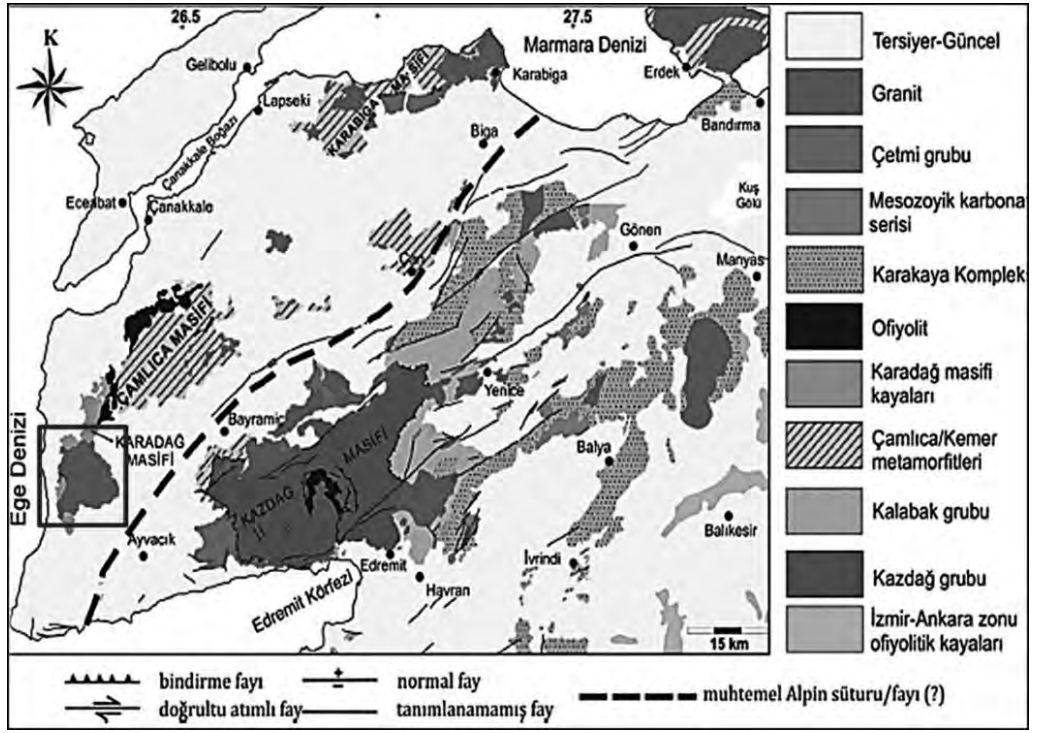 26.5
27.5
K
Marmara Denizi
Gelibolu
Karabiga
Erdek
Lapseki
KARABİGA MASİFİ
Bandırma
Biga
Çanakkale Boğazı
Eceabat
Çanakkale
Kuş
Gölü
Gönen
Manyas
ÇAMLICA MASİFİ
Yenice
Bayramiç
KARADAĞ
MASİFİ
Ege Denizi
KAZDAĞ MASİFİ
Balya
Balıkesir
Ayvacık
Edremit
İvrindi
Havran
Edremit Körfezi
15 km
Tersiyer-Güncel
Granit
Çetmi grubu
Mesozoyik karbona
serisi
Karakaya Komplek
Ofiyolit
Karadağ masifi
kayaları
Çamlıca/Kemer
metamorfitleri
Kalabak grubu
Kazdağ grubu
İzmir-Ankara zonu
ofiyolitik kayaları
bindirme fayı
normal fay
muhtemel Alpin süturu/fayı (?)
doğrultu atımlı fay
tanımlanamamış fay